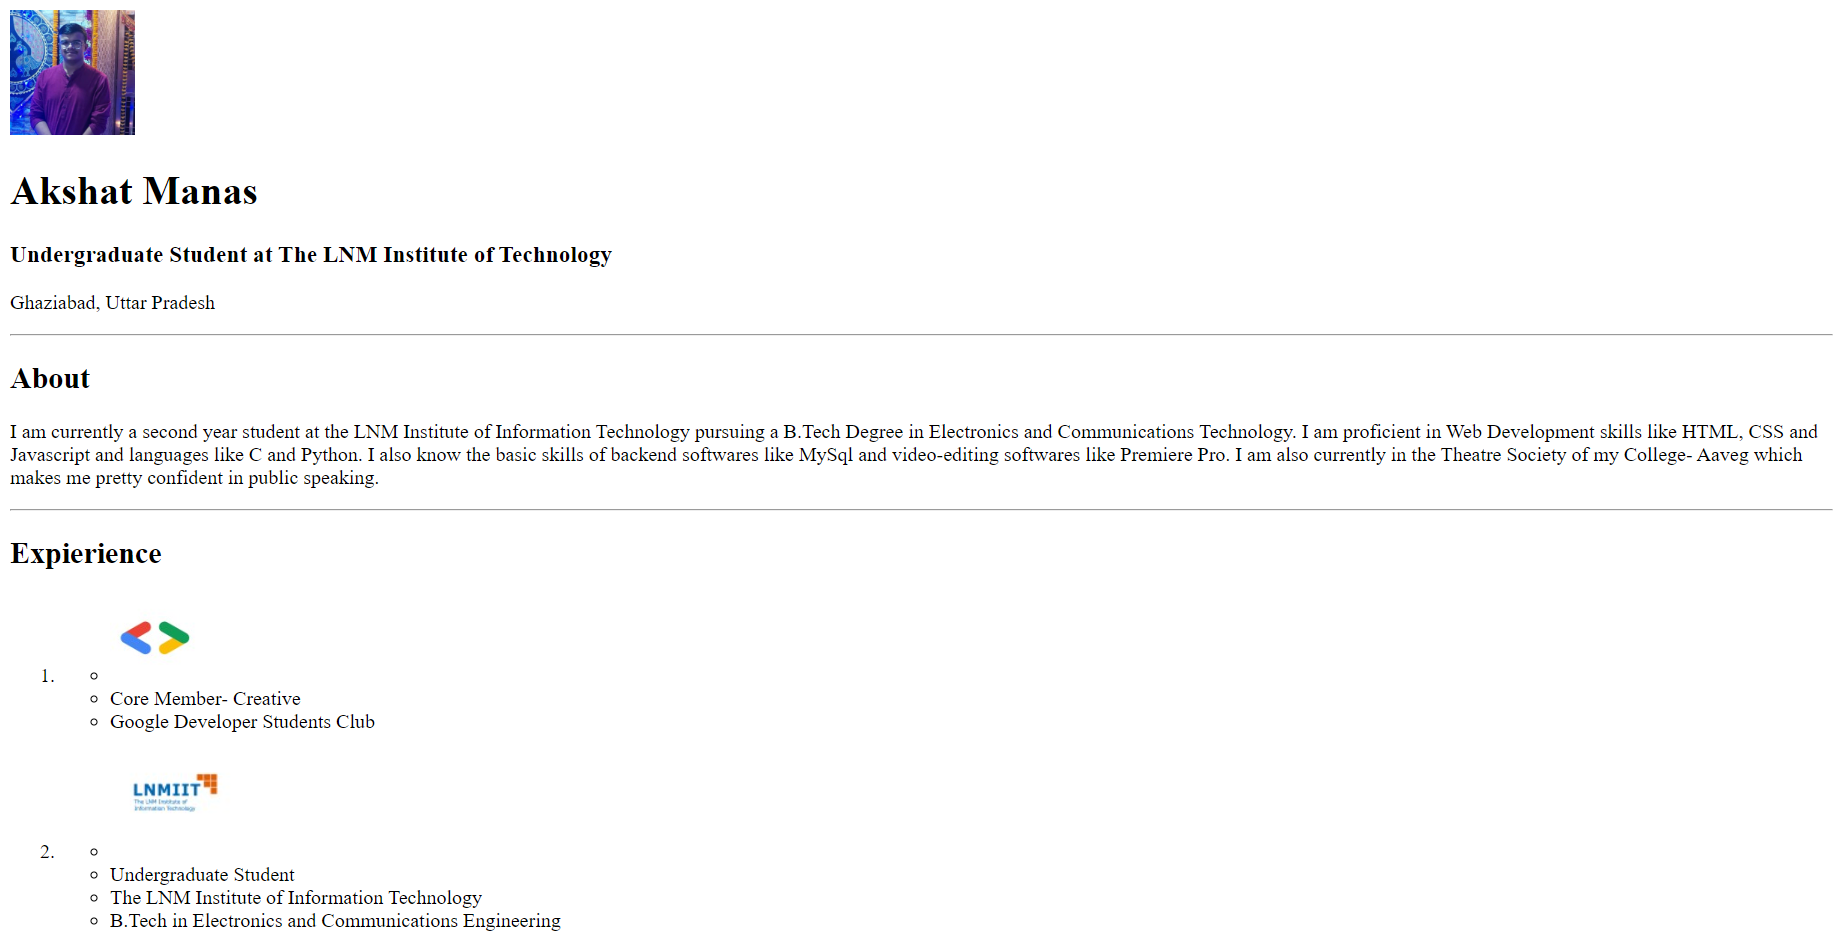 Akshat Manas
Undergraduate Student at The LNM Institute of Technology
Ghaziabad, Uttar Pradesh
About
I am currently a second year student at the LNM Institute of Information Technology pursuing a B.Tech Degree in Electronics and Communications Technology. I am proficient in Web Development skills like HTML, CSS and
Javascript and languages like C and Python. I also know the basic skills of backend softwares like MySql and video-editing softwares like Premiere Pro. I am also currently in the Theatre Society of my College- Aaveg which
makes me pretty confident in public speaking.
Expierience
1.
Core Member- Creative
Google Developer Students Club
LNMIIT
The LNM Institute of
Information Technology
2.
Undergraduate Student
The LNM Institute of Information Technology
B.Tech in Electronics and Communications Engineering